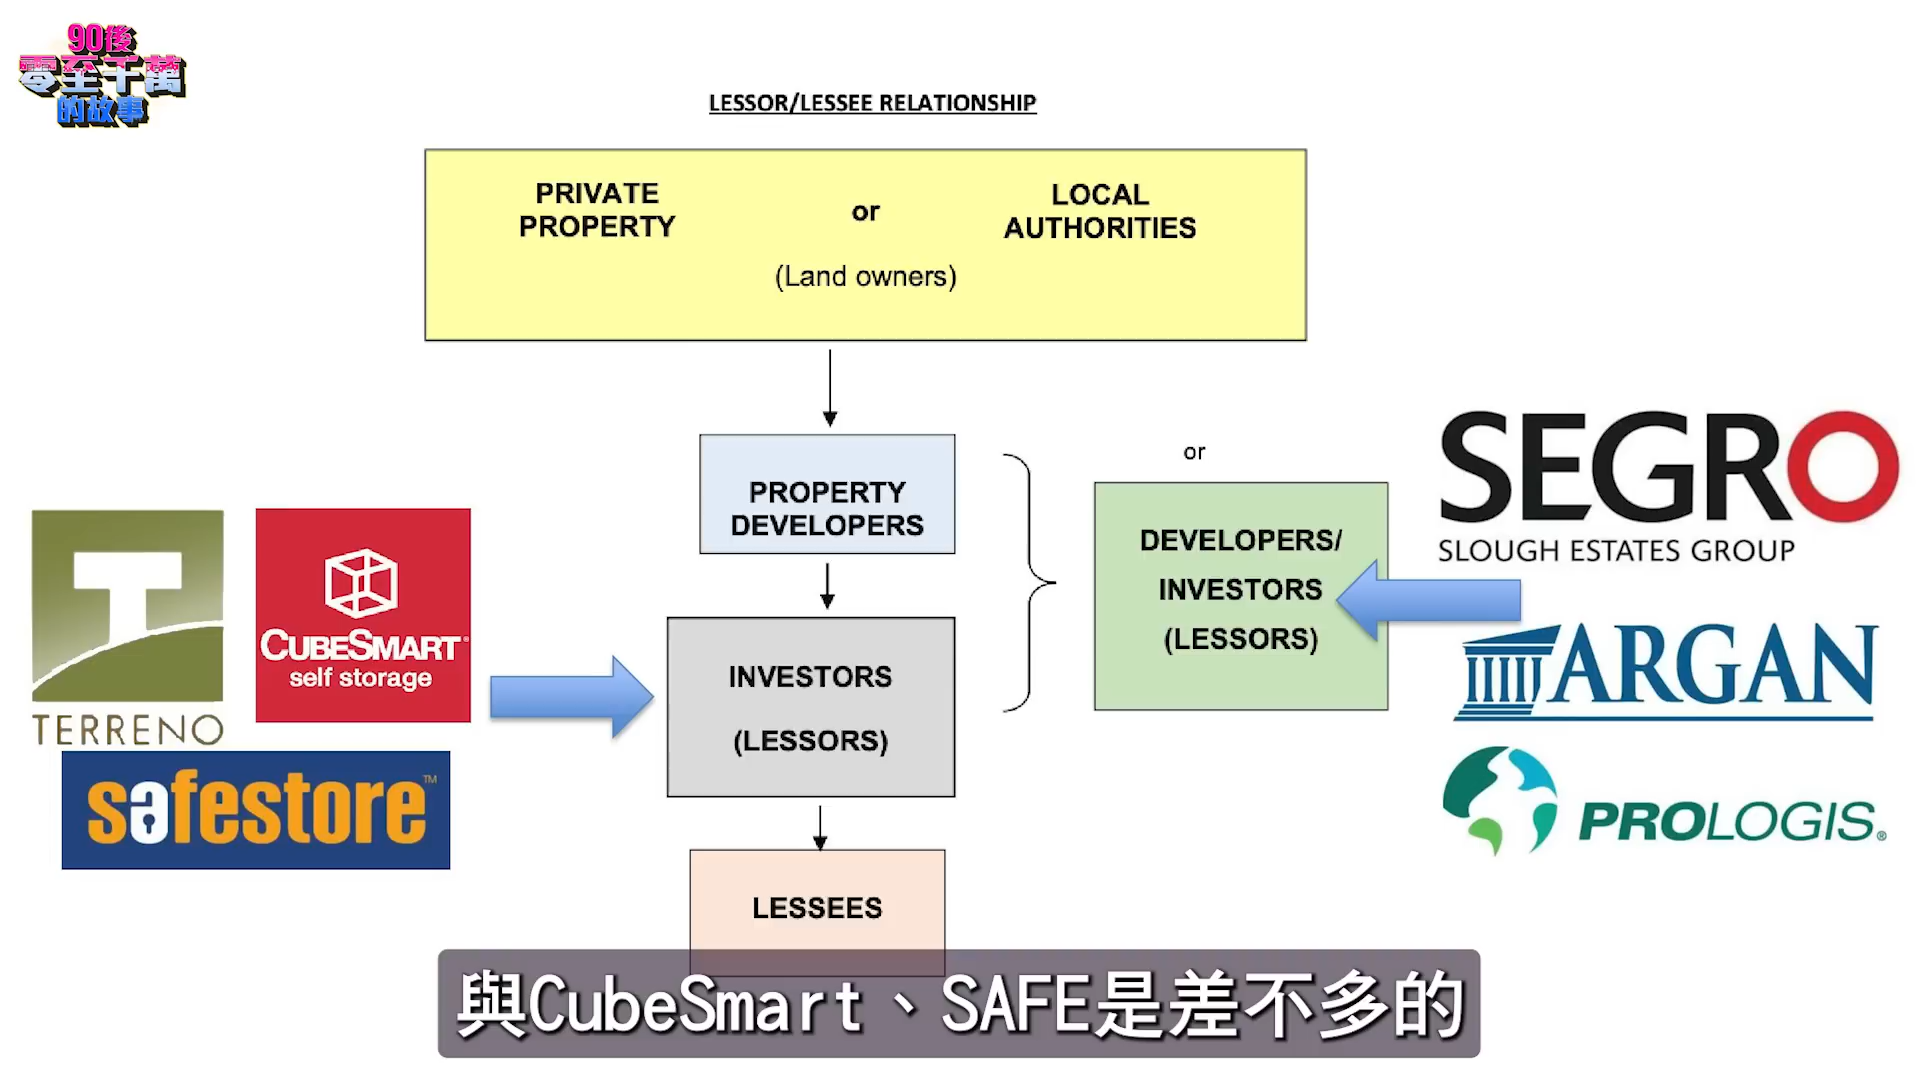 90後
零至千萬
的故事
LESSOR/LESSEE RELATIONSHIP
PRIVATE
PROPERTY
or
LOCAL
AUTHORITIES
(Land owners)
PROPERTY
DEVELOPERS
or
DEVELOPERS/
INVESTORS
(LESSORS)
SEGRO
SLOUGH ESTATES GROUP
ARGAN
PROLOGIS®
T
TERRENO
CUBESMART®
self storage
safestore™
INVESTORS
(LESSORS)
LESSEES
與CubeSmart、SAFE是差不多的